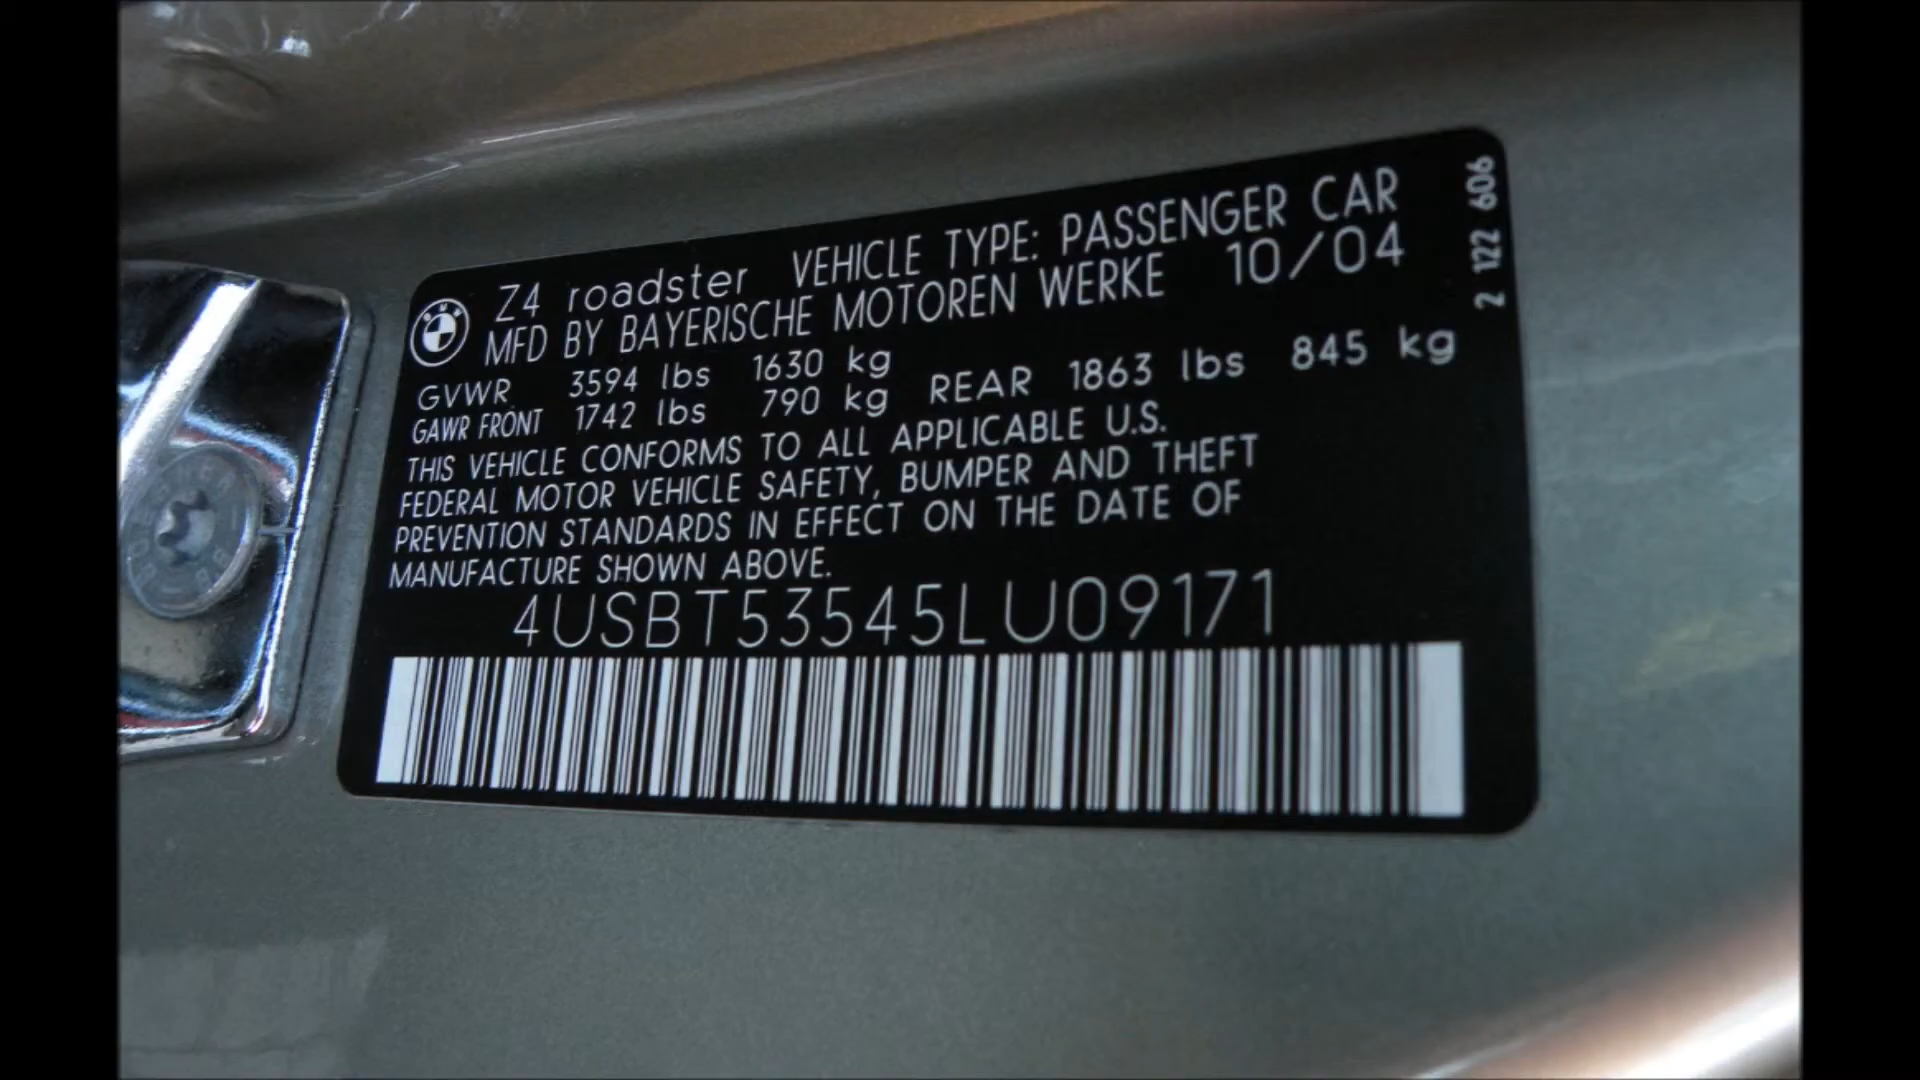 Z4 roadster VEHICLE TYPE: PASSENGER CAR
MFD BY BAYERISCHE MOTOREN WERKE 10/04
GVWR 3594 lbs 1630 kg
GAWR FRONT 1742 lbs 790 kg REAR 1863 lbs 845 kg
THIS VEHICLE CONFORMS TO ALL APPLICABLE U.S.
FEDERAL MOTOR VEHICLE SAFETY, BUMPER AND THEFT
PREVENTION STANDARDS IN EFFECT ON THE DATE OF
MANUFACTURE SHOWN ABOVE.
4USBT53545LU09171
2 122 606